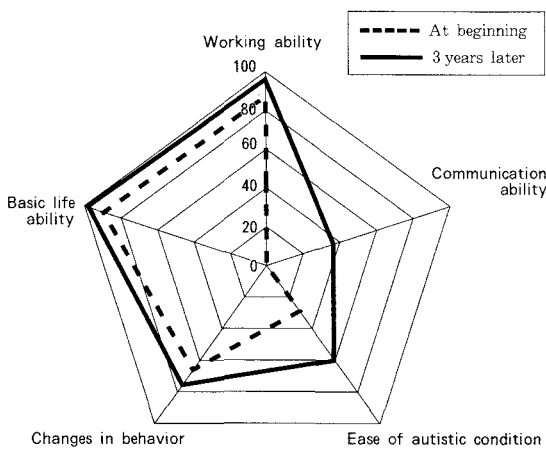 At beginning
3 years later
Working ability
100
80
60
40
20
0
Communication
ability
Basic life
ability
Changes in behavior
Ease of autistic condition